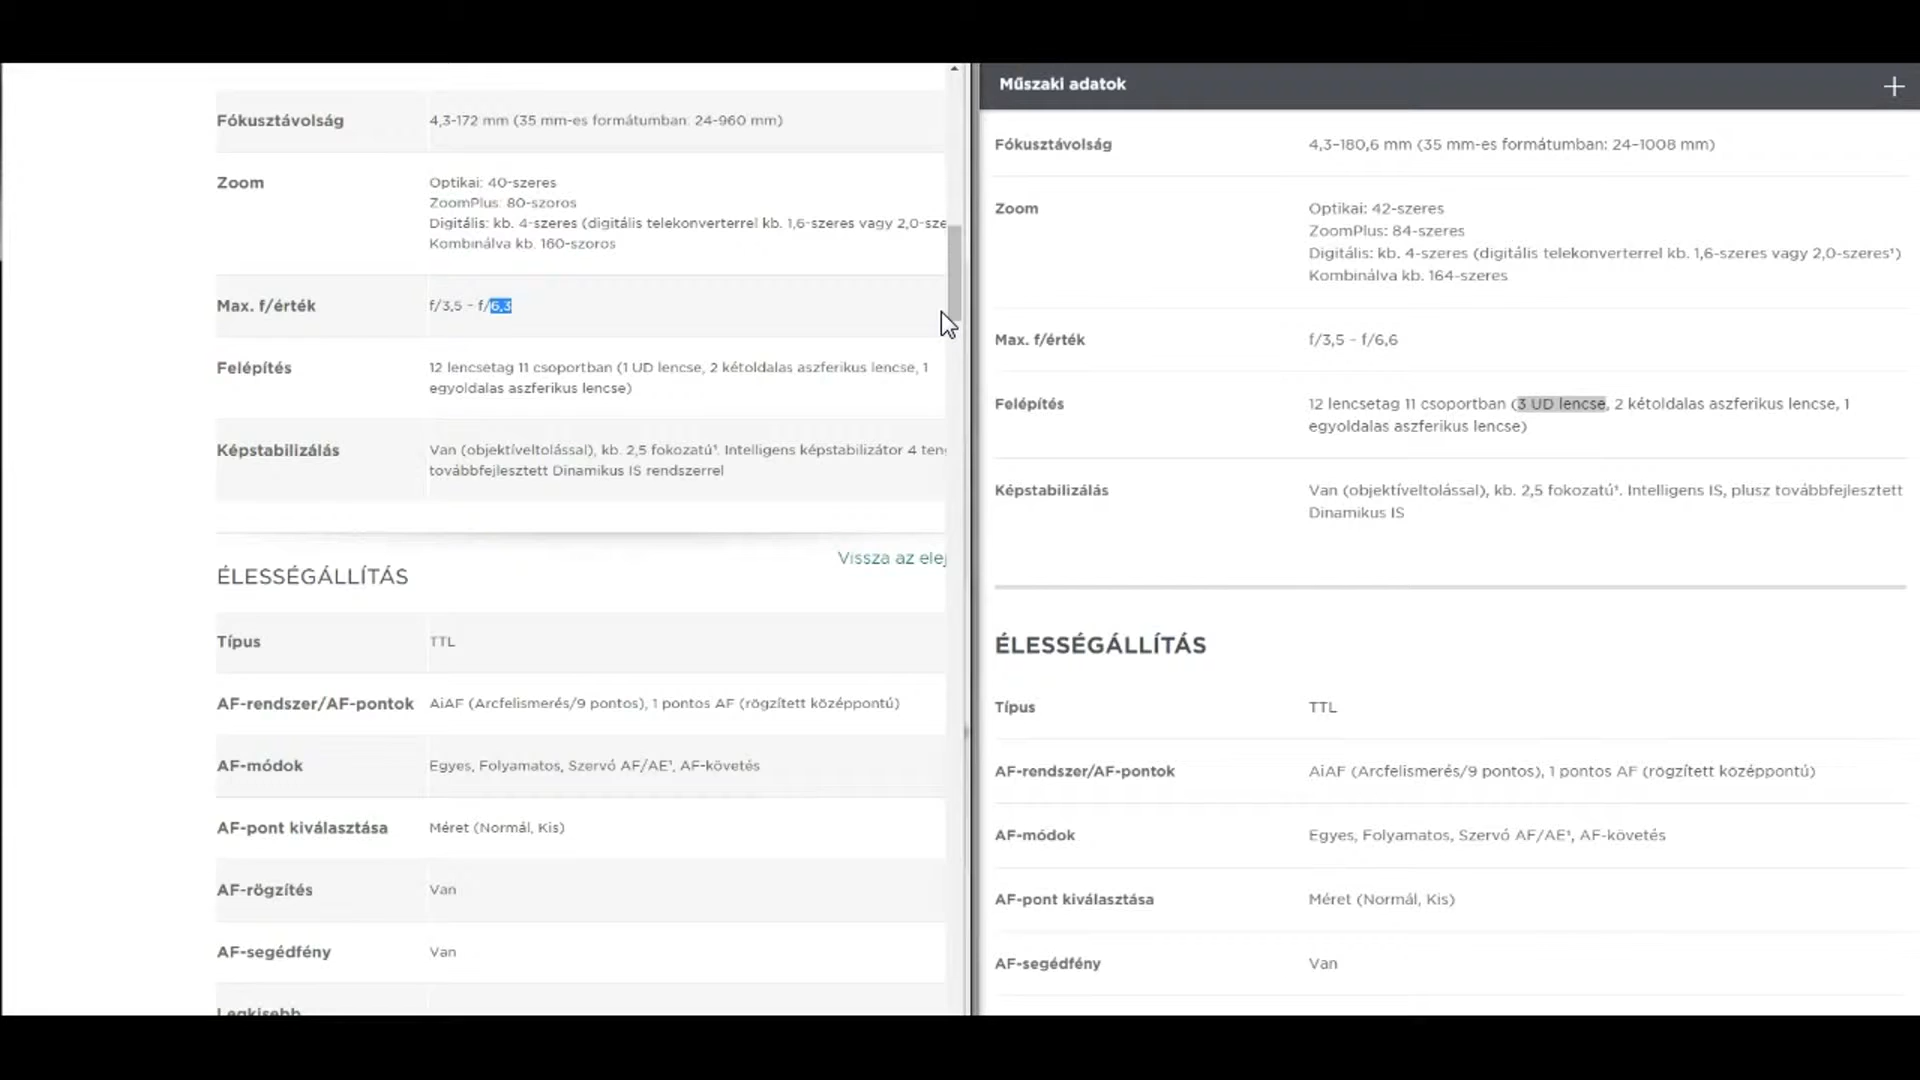 Fókusztávolság
4,3-172 mm (35 mm-es formátumban: 24-960 mm)
Zoom
Optikai: 40-szeres
ZoomPlus: 80-szoros
Digitális: kb. 4-szeres (digitális telekonverterrel kb. 1,6-szeres vagy 2,0-sze
Kombinálva kb. 160-szoros
Max. f/érték
f/3,5 - f/6,3
Felépítés
12 lencsetag 11 csoportban (1 UD lencse, 2 kétoldalas aszferikus lencse, 1
egyoldalas aszferikus lencse)
Képstabilizálás
Van (objektíveltolással), kb. 2,5 fokozatú¹. Intelligens képstabilizátor 4 ten
továbbfejlesztett Dinamikus IS rendszerrel
Vissza az elej
ÉLESSÉGÁLLÍTÁS
Típus
TTL
AF-rendszer/AF-pontok
AiAF (Arcfelismerés/9 pontos), 1 pontos AF (rögzített középpontú)
AF-módok
Egyes, Folyamatos, Szervó AF/AE¹, AF-követés
AF-pont kiválasztása
Méret (Normál, Kis)
AF-rögzítés
Van
AF-segédfény
Van
Legkisebb
Műszaki adatok
Fókusztávolság
4,3–180,6 mm (35 mm-es formátumban: 24–1008 mm)
Zoom
Optikai: 42-szeres
ZoomPlus: 84-szeres
Digitális: kb. 4-szeres (digitális telekonverterrel kb. 1,6-szeres vagy 2,0-szeres¹)
Kombinálva kb. 164-szeres
Max. f/érték
f/3,5 – f/6,6
Felépítés
12 lencsetag 11 csoportban (3 UD lencse, 2 kétoldalas aszferikus lencse, 1
egyoldalas aszferikus lencse)
Képstabilizálás
Van (objektíveltolással), kb. 2,5 fokozatú¹. Intelligens IS, plusz továbbfejlesztett
Dinamikus IS
ÉLESSÉGÁLLÍTÁS
Típus
TTL
AF-rendszer/AF-pontok
AiAF (Arcfelismerés/9 pontos), 1 pontos AF (rögzített középpontú)
AF-módok
Egyes, Folyamatos, Szervó AF/AE¹, AF-követés
AF-pont kiválasztása
Méret (Normál, Kis)
AF-segédfény
Van